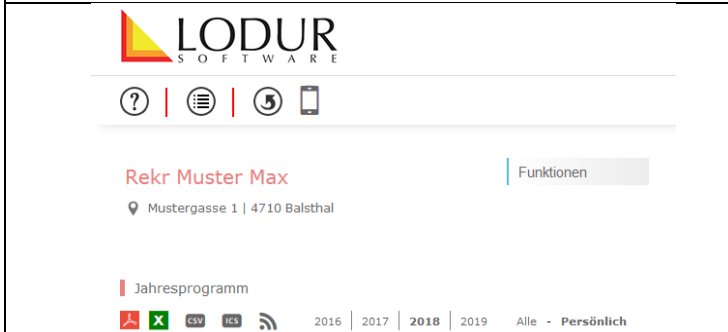 LODUR
SOFTWARE
?
Rekr Muster Max
Funktionen
Mustergasse 1 | 4710 Balsthal
Jahresprogramm
X CSV ICS 2016 | 2017 | 2018 | 2019 Alle - Persönlich